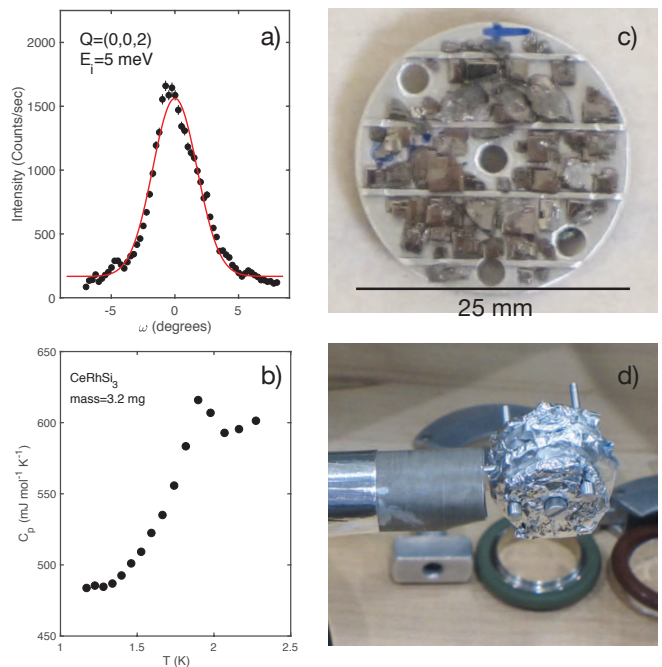 a)
Q=(0,0,2)
E_i=5 meV
2000
1500
1000
500
0
Intensity (Counts/sec)
-5
0
5
ω (degrees)
b)
CeRhSi₃
mass=3.2 mg
650
600
550
500
450
C_p (mJ mol⁻¹ K⁻¹)
1
1.5
2
2.5
T (K)
c)
25 mm
d)